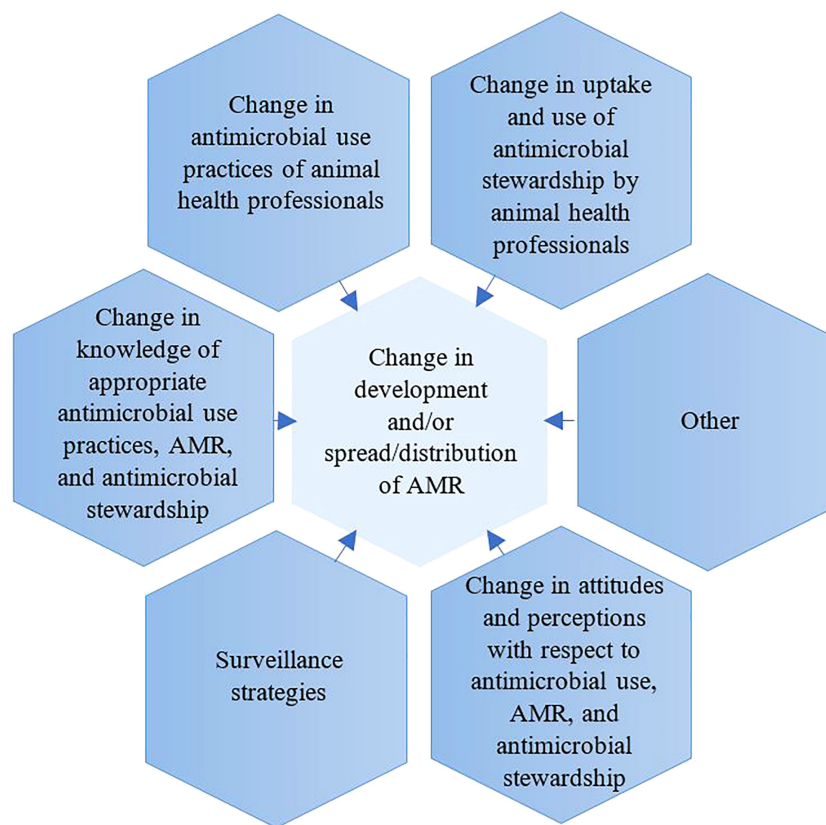 Change in
antimicrobial use
practices of animal
health professionals
Change in uptake
and use of
antimicrobial
stewardship by
animal health
professionals
Change in
knowledge of
appropriate
antimicrobial use
practices, AMR,
and antimicrobial
stewardship
Change in
development
and/or
spread/distribution
of AMR
Other
Surveillance
strategies
Change in attitudes
and perceptions
with respect to
antimicrobial use,
AMR, and
antimicrobial
stewardship